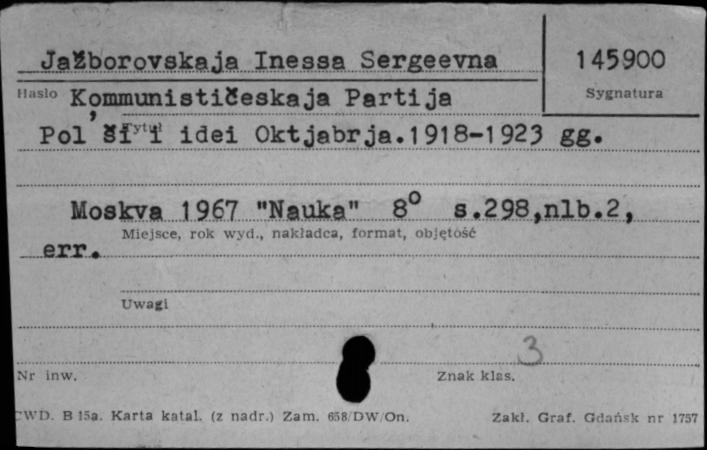 Jažborovskaja Inessa Sergeevna
145900
Hasło
Sygnatura
Kommunističeskaja Partija
Tytuł
Pol'ši i idei Oktjabrja.1918-1923 gg.
Moskva 1967 "Nauka" 8° s.298,nlb.2,
Miejsce, rok wyd., nakładca, format, objętość
err.
Uwagi
3
Nr inw.
Znak klas.
CWD. B 15a. Karta katal. (z nadr.) Zam. 658/DW/On.
Zakł. Graf. Gdańsk nr 1757